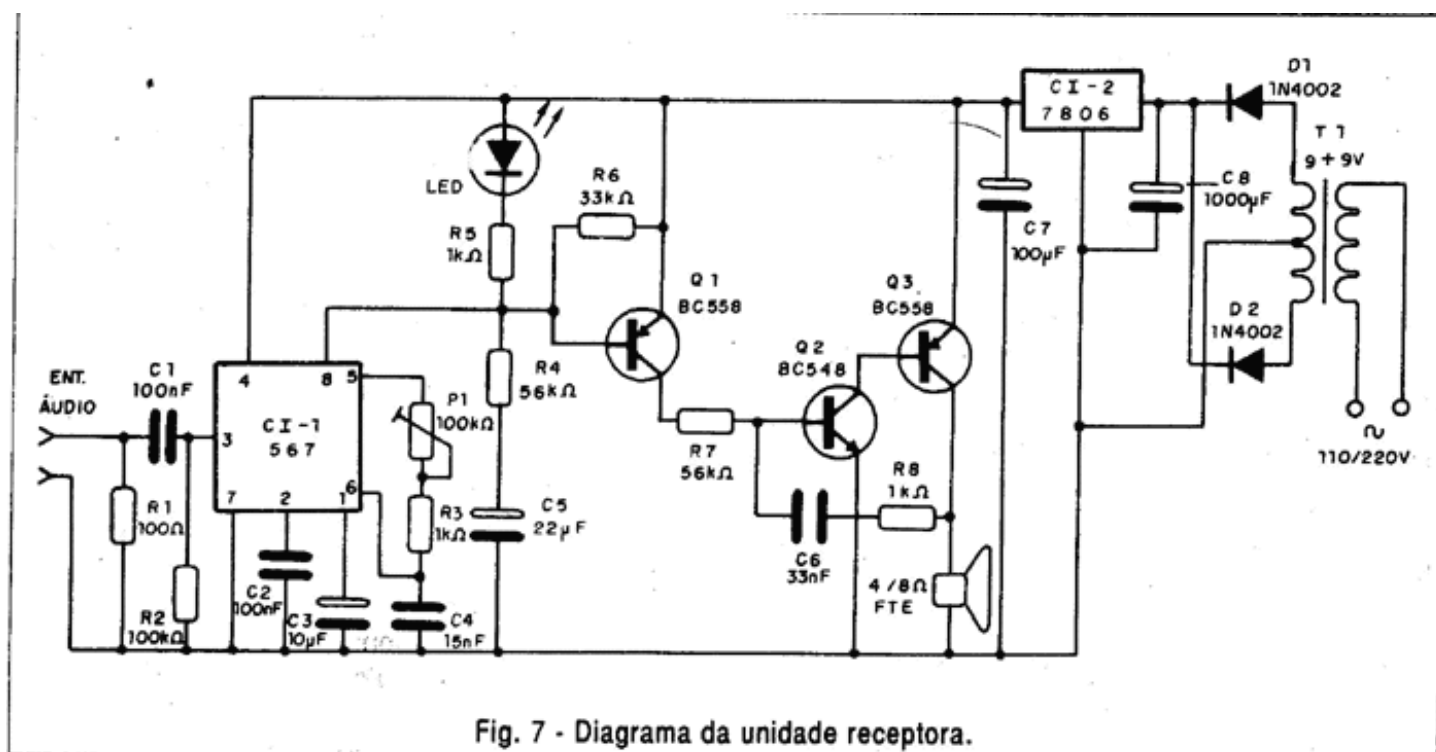 CI-2
7806
D1
1N4002
T1
9 + 9V
C8
1000µF
C7
100µF
D2
1N4002
110/220V
LED
R5
1kΩ
R6
33kΩ
Q1
BC558
Q3
BC558
Q2
BC548
R4
56kΩ
R7
56kΩ
R8
1kΩ
C6
33nF
4/8Ω
FTE
C5
22µF
ENT.
ÁUDIO
C1
100nF
4
8
5
3
CI-1
567
6
7
2
1
P1
100kΩ
R3
1kΩ
R1
100Ω
R2
100kΩ
C2
100nF
C3
10µF
C4
15nF
Fig. 7 - Diagrama da unidade receptora.